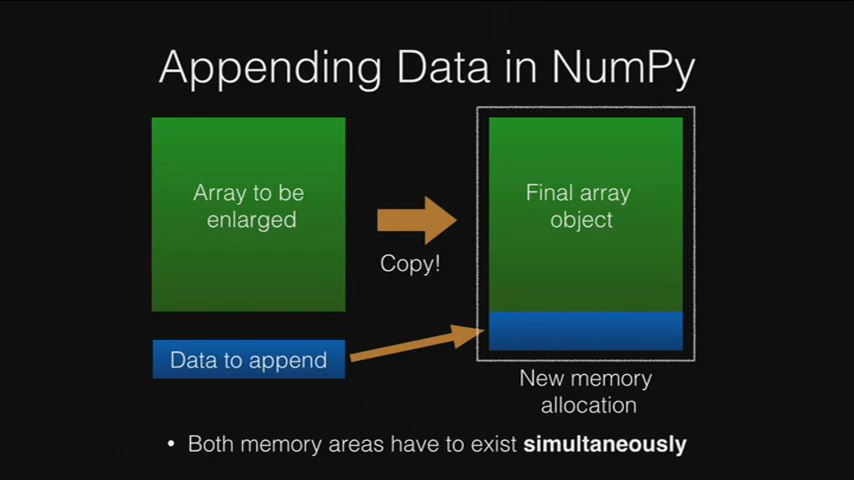 Appending Data in NumPy
Array to be
enlarged
Copy!
Final array
object
Data to append
New memory
allocation
• Both memory areas have to exist simultaneously